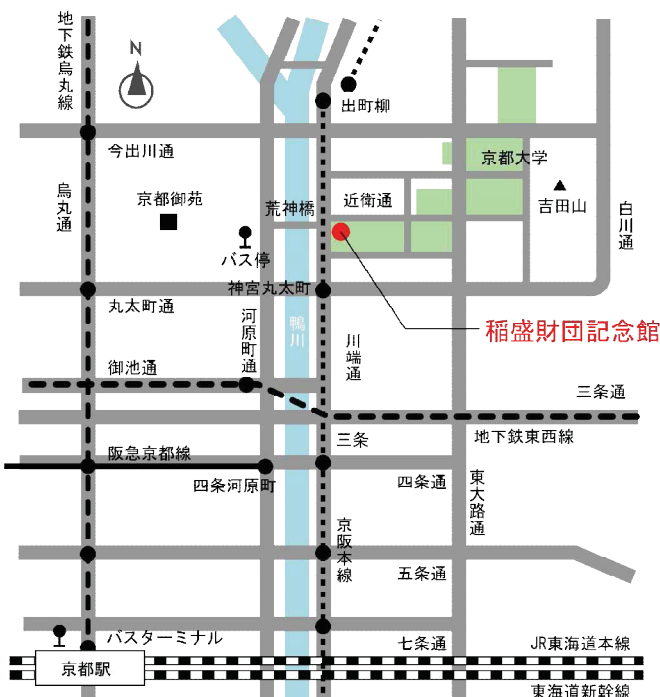 地下鉄烏丸線
N
出町柳
今出川通
京都大学
烏丸通
京都御苑
荒神橋
近衛通
吉田山
白川通
バス停
神宮丸太町
丸太町通
河原町通
鴨川
川端通
稲盛財団記念館
御池通
三条通
三条
地下鉄東西線
阪急京都線
四条河原町
四条通
東大路通
京阪本線
五条通
バスターミナル
七条通
JR東海道本線
京都駅
東海道新幹線